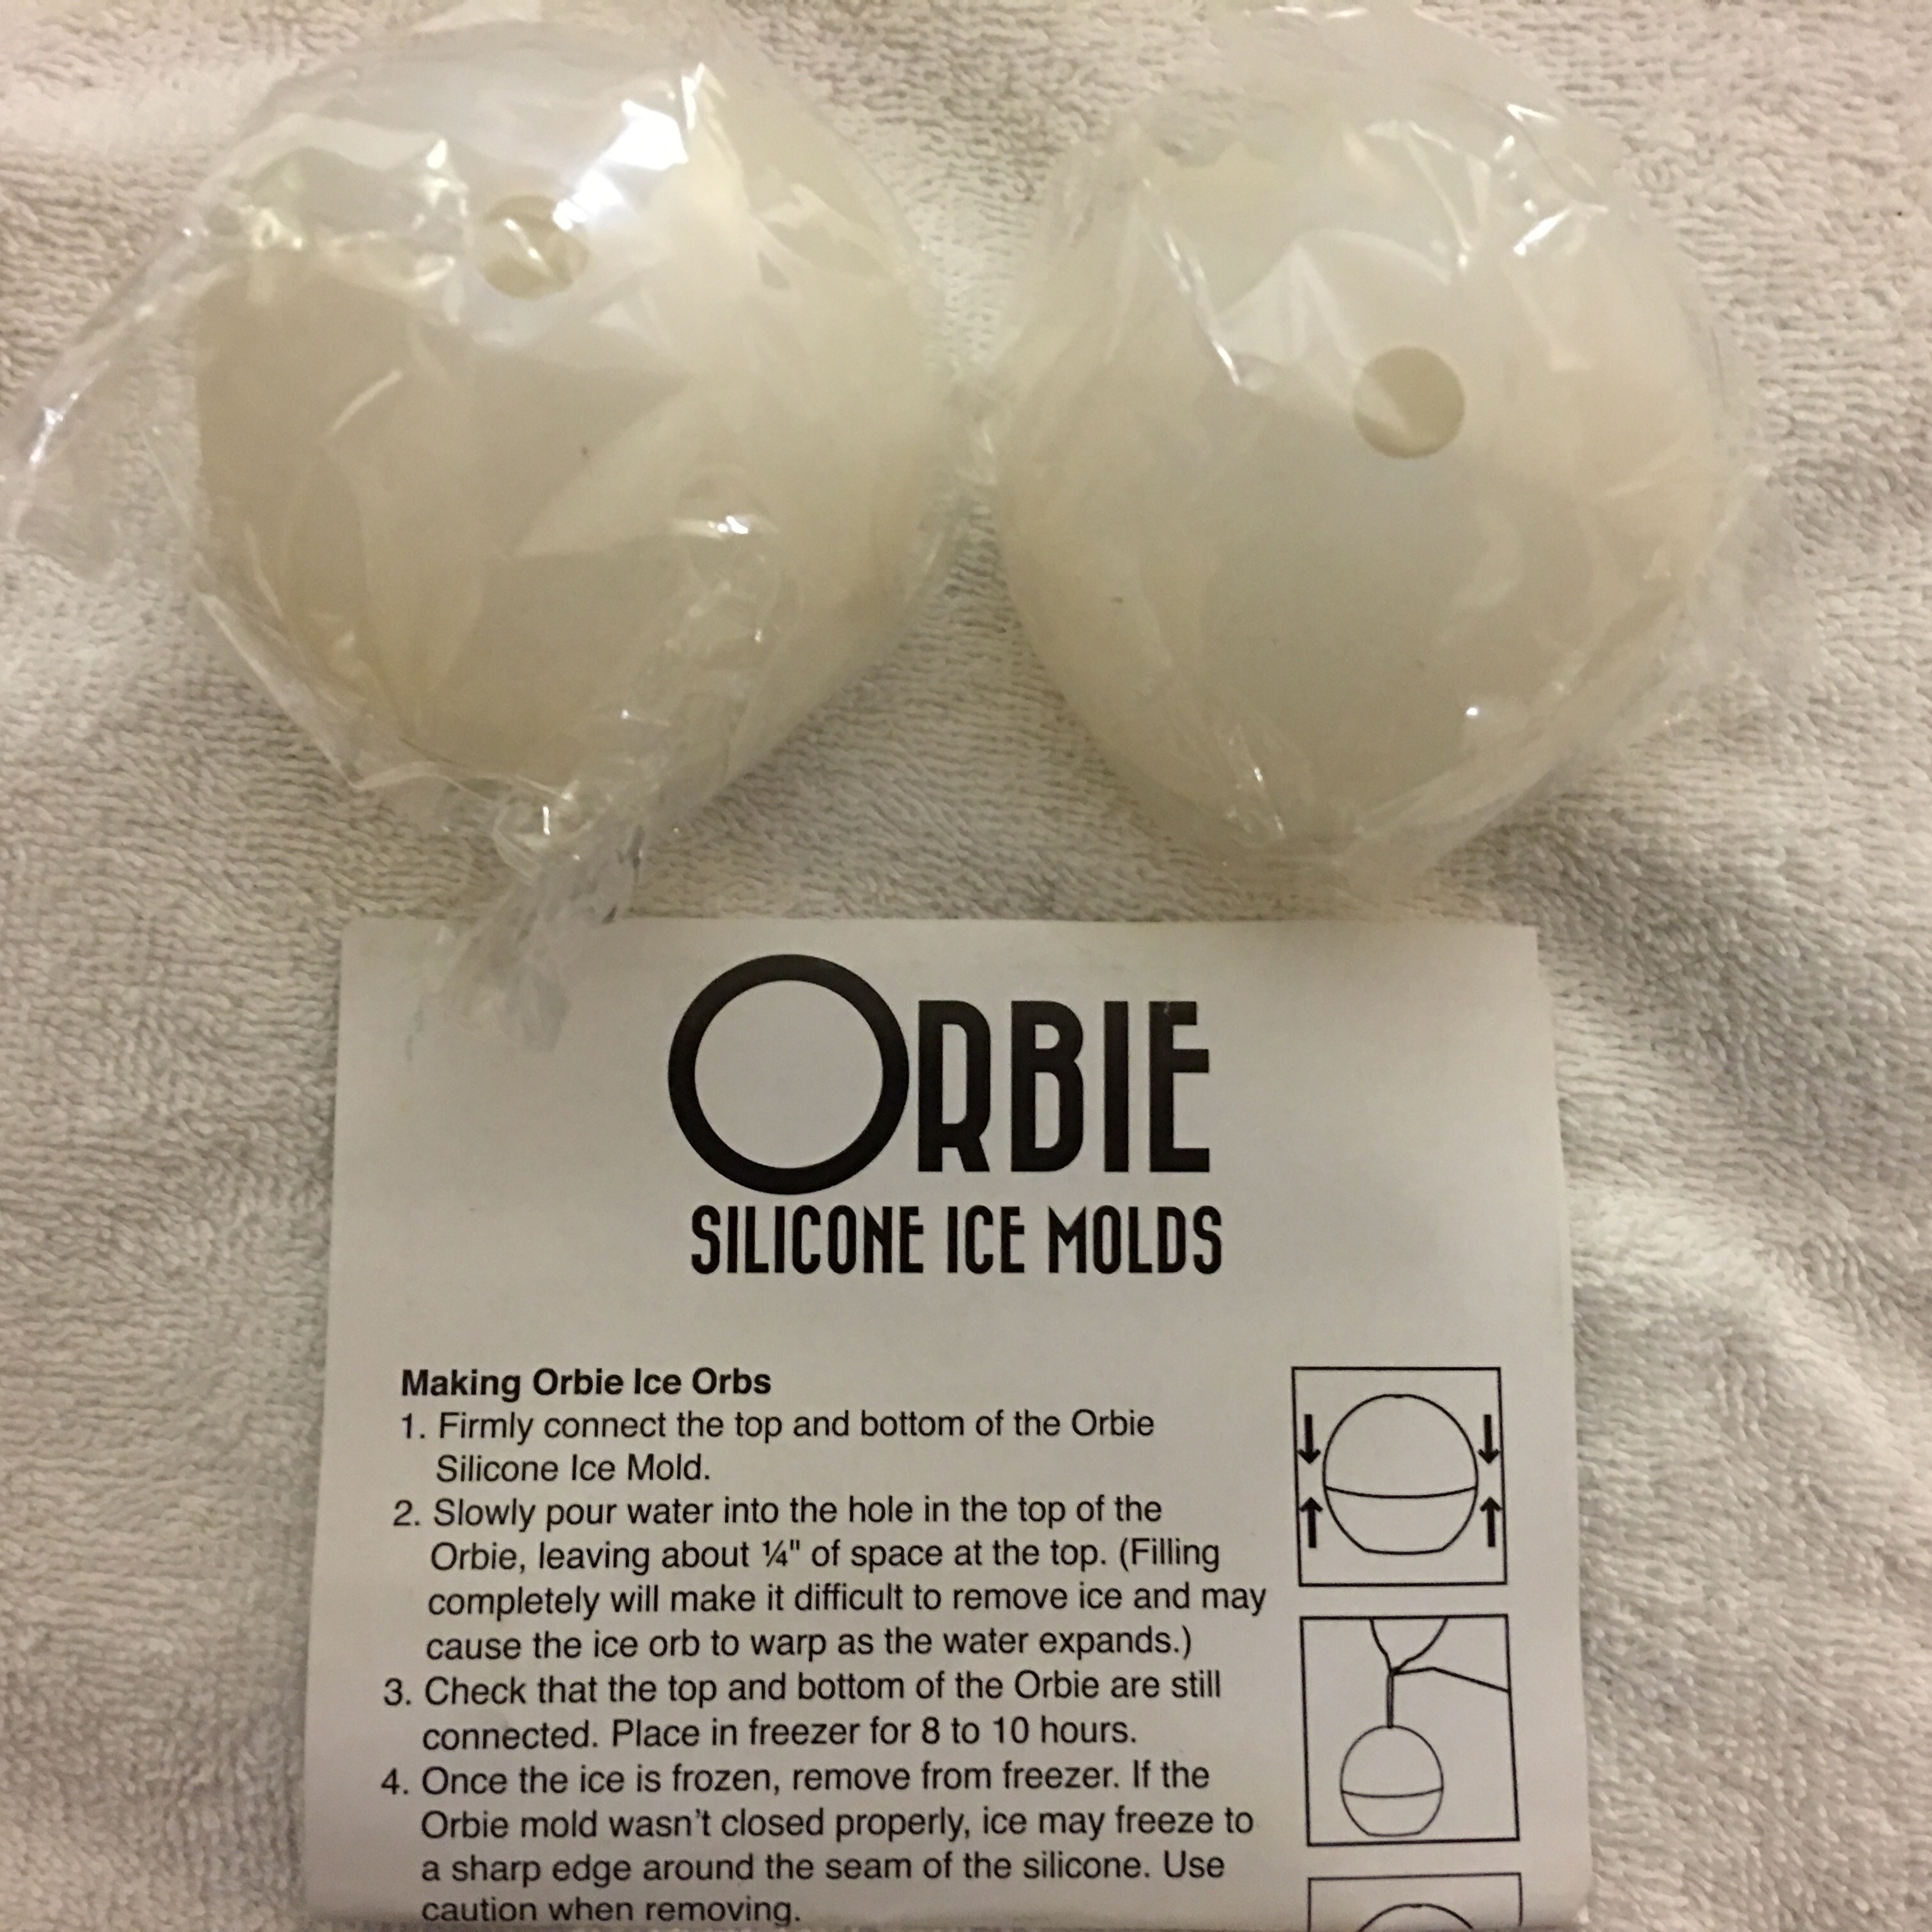 ORBIE
SILICONE ICE MOLDS
Making Orbie Ice Orbs
1. Firmly connect the top and bottom of the Orbie
Silicone Ice Mold.
2. Slowly pour water into the hole in the top of the
Orbie, leaving about ¼" of space at the top. (Filling
completely will make it difficult to remove ice and may
cause the ice orb to warp as the water expands.)
3. Check that the top and bottom of the Orbie are still
connected. Place in freezer for 8 to 10 hours.
4. Once the ice is frozen, remove from freezer. If the
Orbie mold wasn't closed properly, ice may freeze to
a sharp edge around the seam of the silicone. Use
caution when removing.